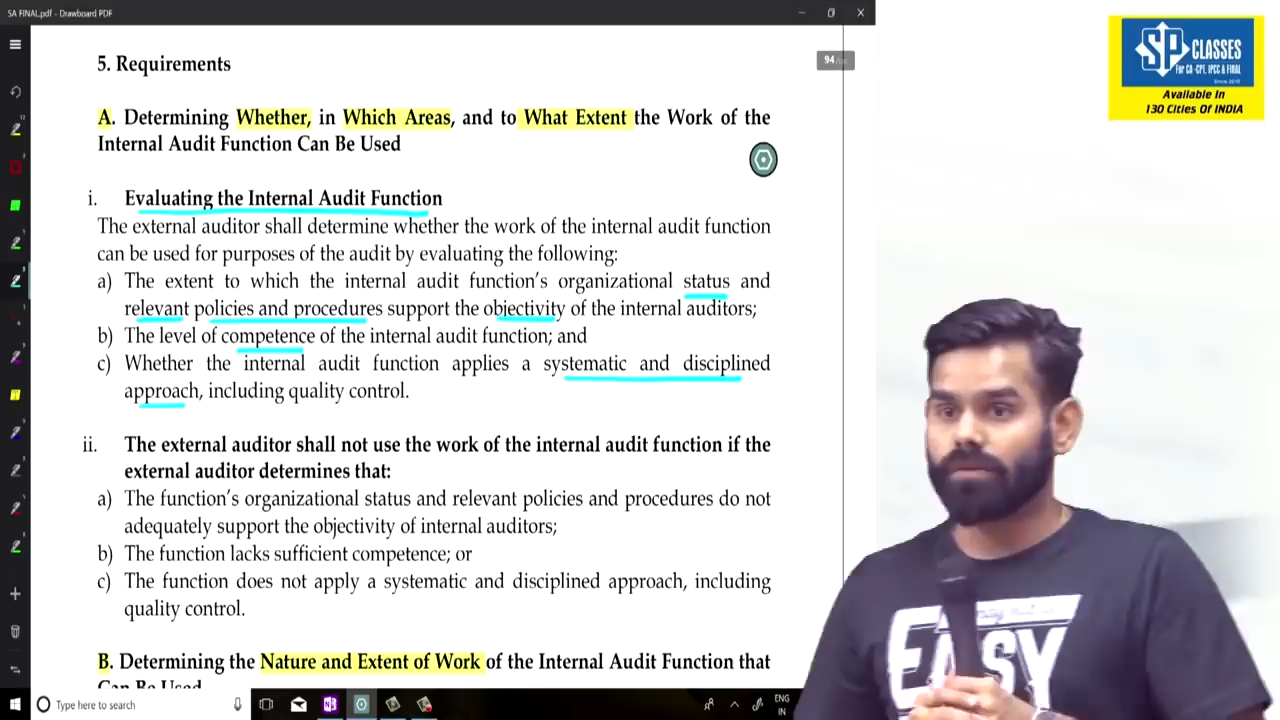 SA FINAL.pdf - Drawboard PDF
5. Requirements
94
A. Determining Whether, in Which Areas, and to What Extent the Work of the
Internal Audit Function Can Be Used
i. Evaluating the Internal Audit Function
The external auditor shall determine whether the work of the internal audit function
can be used for purposes of the audit by evaluating the following:
a) The extent to which the internal audit function's organizational status and
relevant policies and procedures support the objectivity of the internal auditors;
b) The level of competence of the internal audit function; and
c) Whether the internal audit function applies a systematic and disciplined
approach, including quality control.
ii. The external auditor shall not use the work of the internal audit function if the
external auditor determines that:
a) The function's organizational status and relevant policies and procedures do not
adequately support the objectivity of internal auditors;
b) The function lacks sufficient competence; or
c) The function does not apply a systematic and disciplined approach, including
quality control.
B. Determining the Nature and Extent of Work of the Internal Audit Function that
Can Be Used
Type here to search
ENG
IN
SP CLASSES
For CA-CPT, IPCC & FINAL
Available In
130 Cities Of INDIA
EASY